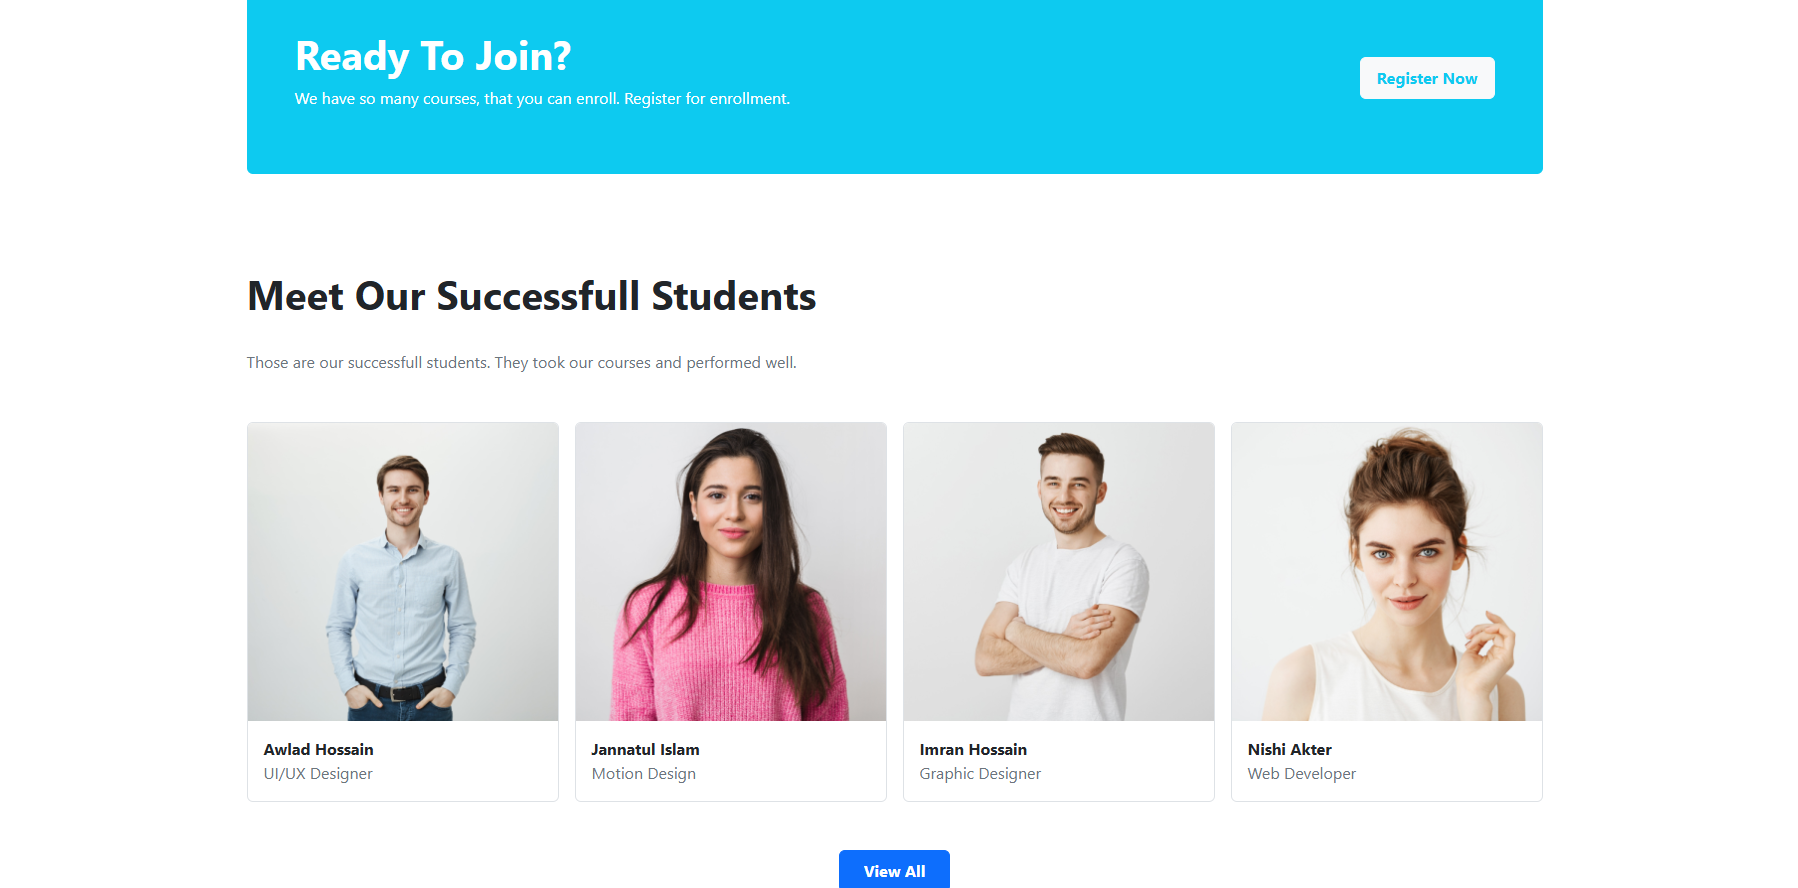 Ready To Join?
We have so many courses, that you can enroll. Register for enrollment.
Register Now
Meet Our Successfull Students
Those are our successfull students. They took our courses and performed well.
Awlad Hossain
UI/UX Designer
Jannatul Islam
Motion Design
Imran Hossain
Graphic Designer
Nishi Akter
Web Developer
View All